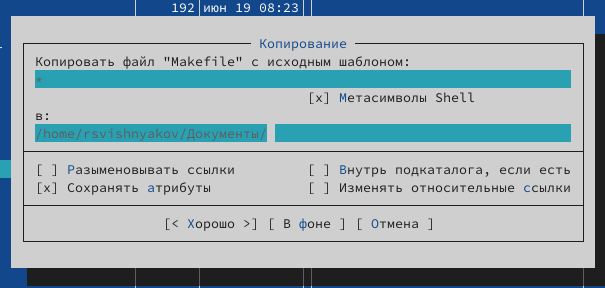 192 июн 19 08:23
Копирование
Копировать файл "Makefile" с исходным шаблоном:
*
[x] Метасимволы Shell
в:
/home/rsvishnyakov/Документы/
[ ] Разыменовывать ссылки [ ] Внутрь подкаталога, если есть
[x] Сохранять атрибуты [ ] Изменять относительные ссылки
[< Хорошо >] [ В фоне ] [ Отмена ]